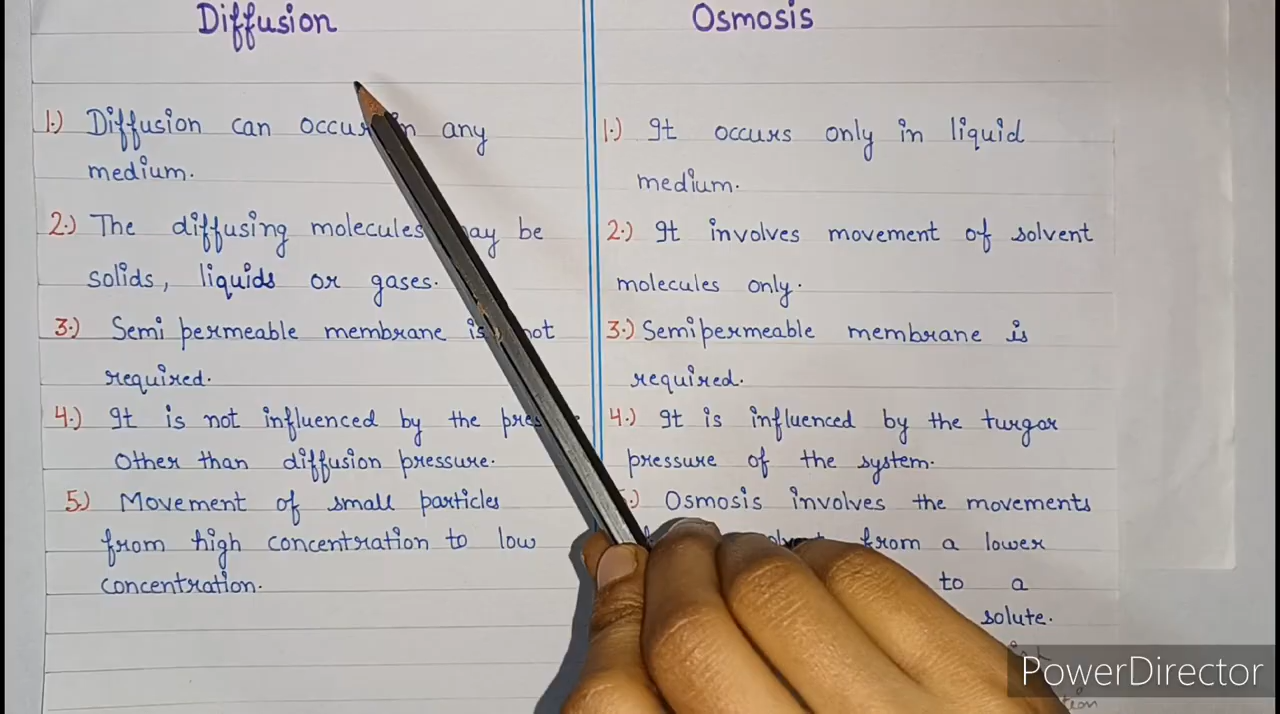 Diffusion
1.) Diffusion can occur in any
medium.
2.) The diffusing molecules may be
solids, liquids or gases.
3.) Semi permeable membrane is not
required.
4.) It is not influenced by the
Other than diffusion pressure.
5.) Movement of small particles
from high concentration to low
concentration.
Osmosis
1.) It occurs only in liquid
medium.
2.) It involves movement of solvent
molecules only.
3.) Semipermeable membrane is
required.
4.) It is influenced by the turgor
pressure of the system.
5.) Osmosis involves the movements
from a lower
to a
solute.
PowerDirector